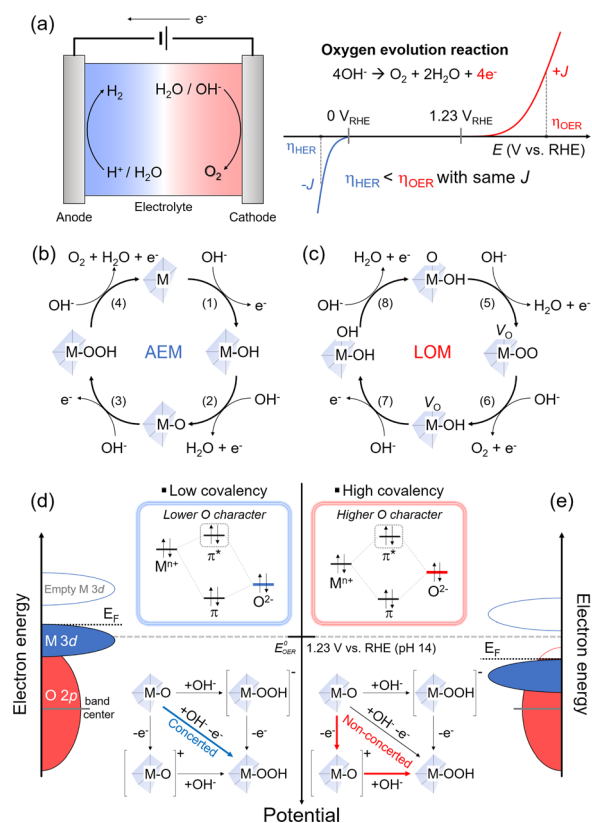 (a)
e⁻
H₂
H₂O / OH⁻
H⁺ / H₂O
O₂
Anode
Electrolyte
Cathode
Oxygen evolution reaction
4OH⁻ → O₂ + 2H₂O + 4e⁻
+J
0 V_RHE
1.23 V_RHE
η_HER
η_OER
E (V vs. RHE)
-J
η_HER < η_OER with same J
(b)
O₂ + H₂O + e⁻
OH⁻
M
OH⁻
(4)
(1)
e⁻
M-OOH
AEM
M-OH
e⁻
(3)
(2)
OH⁻
M-O
OH⁻
H₂O + e⁻
(c)
H₂O + e⁻
O
OH⁻
M-OH
OH⁻
(8)
(5)
H₂O + e⁻
OH
V_O
M-OH
LOM
M-OO
e⁻
(7)
V_O
(6)
OH⁻
M-OH
OH⁻
O₂ + e⁻
(d)
Low covalency
Lower O character
π*
Mⁿ⁺
O²⁻
π
Electron energy
Empty M 3d
E_F
M 3d
O 2p
band
center
E⁰_OER
1.23 V vs. RHE (pH 14)
High covalency
Higher O character
π*
Mⁿ⁺
O²⁻
π
(e)
Electron energy
E_F
M-O
+OH⁻
[M-OOH]⁻
+OH⁻-e⁻
-e⁻
Concerted
-e⁻
[M-O]⁺
+OH⁻
M-OOH
M-O
+OH⁻
[M-OOH]⁻
+OH⁻-e⁻
-e⁻
Non-concerted
-e⁻
[M-O]⁺
+OH⁻
M-OOH
Potential